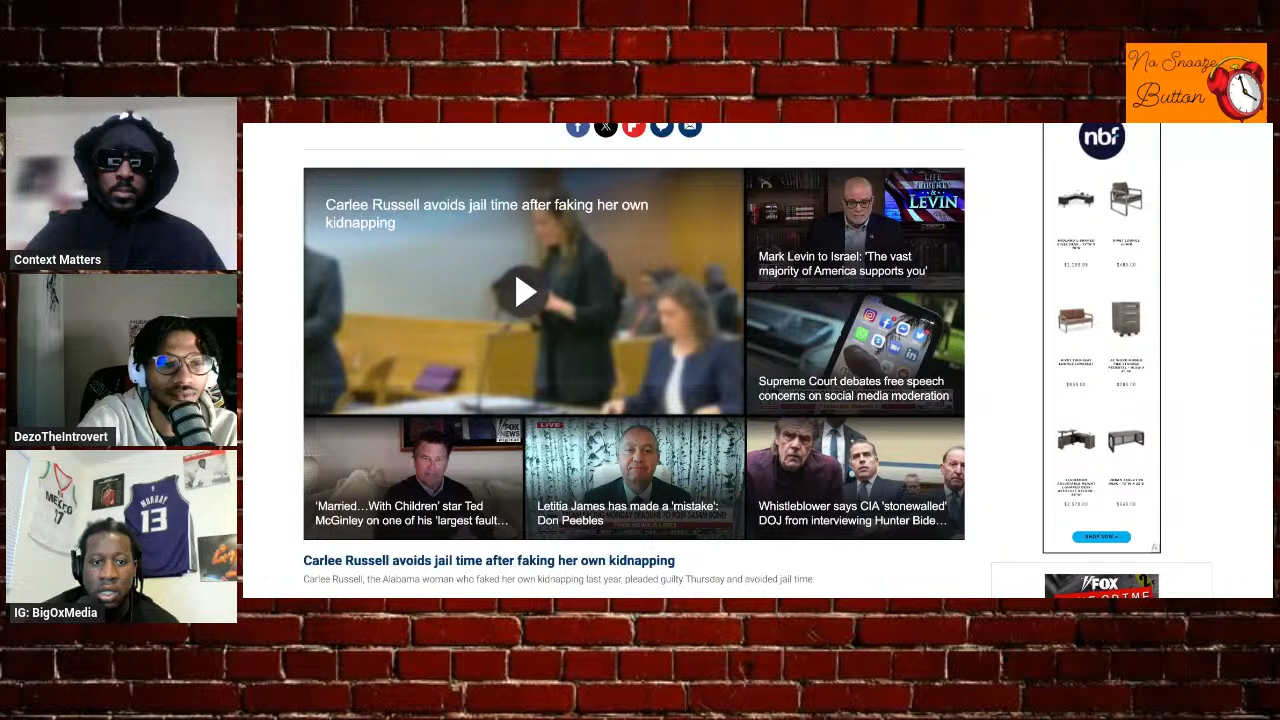 No Snooze
Button
Context Matters
DezoTheIntrovert
MURRAY
13
IG: BigOxMedia
f
X
nbf
Carlee Russell avoids jail time after faking her own
kidnapping
LIFE
LIBERTY
&
LEVIN
Mark Levin to Israel: 'The vast
majority of America supports you'
Supreme Court debates free speech
concerns on social media moderation
FOX
NEWS
'Married…With Children' star Ted
McGinley on one of his 'largest fault…
LIVE
Letitia James has made a 'mistake':
Don Peebles
Whistleblower says CIA 'stonewalled'
DOJ from interviewing Hunter Bide…
Carlee Russell avoids jail time after faking her own kidnapping
Carlee Russell, the Alabama woman who faked her own kidnapping last year, pleaded guilty Thursday and avoided jail time.
SHOP NOW
FOX